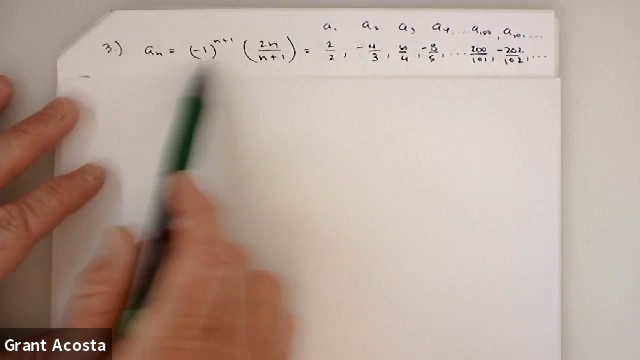 a₁ a₂ a₃ a₄ ... a₁₀₀, a₁₀₁, ...
3.) aₙ = (-1)ⁿ⁺¹ (2n/n+1) = 2/2, -4/3, 6/4, -8/5, ... 200/101, -202/102, ...
Grant Acosta